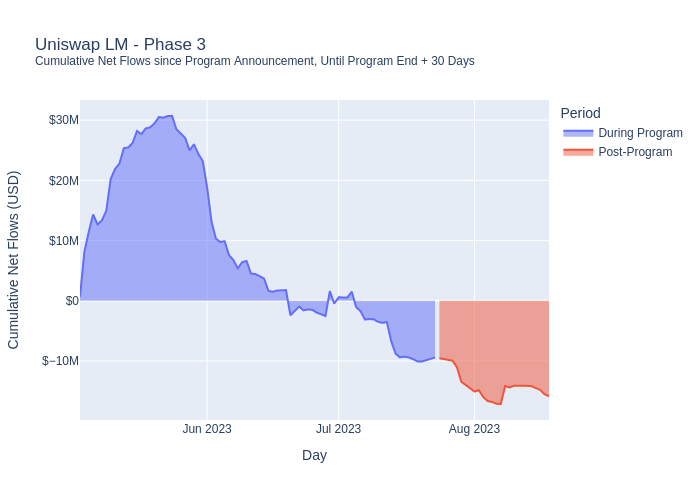 Uniswap LM - Phase 3
Cumulative Net Flows since Program Announcement, Until Program End + 30 Days
Period
During Program
Post-Program
Cumulative Net Flows (USD)
$30M
$20M
$10M
$0
$−10M
Jun 2023
Jul 2023
Aug 2023
Day